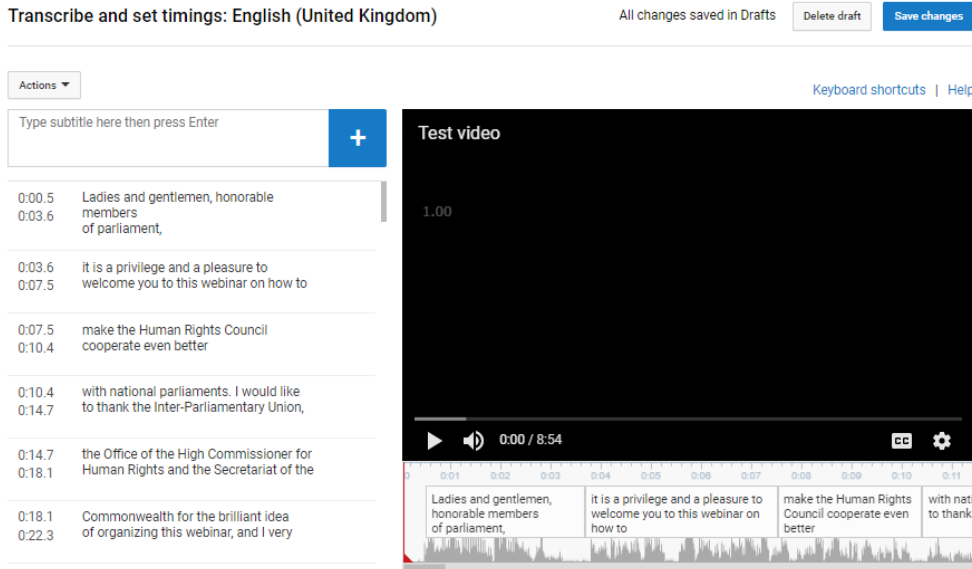 Transcribe and set timings: English (United Kingdom)
All changes saved in Drafts
Delete draft
Save changes
Actions
Keyboard shortcuts | Help
Type subtitle here then press Enter
+
0:00.5
0:03.6
Ladies and gentlemen, honorable
members
of parliament,
0:03.6
0:07.5
it is a privilege and a pleasure to
welcome you to this webinar on how to
0:07.5
0:10.4
make the Human Rights Council
cooperate even better
0:10.4
0:14.7
with national parliaments. I would like
to thank the Inter-Parliamentary Union,
0:14.7
0:18.1
the Office of the High Commissioner for
Human Rights and the Secretariat of the
0:18.1
0:22.3
Commonwealth for the brilliant idea
of organizing this webinar, and I very
Test video
1.00
0:00 / 8:54
CC
0 0:01 0:02 0:03 0:04 0:05 0:06 0:07 0:08 0:09 0:10 0:11
Ladies and gentlemen,
honorable members
of parliament,
it is a privilege and a pleasure to
welcome you to this webinar on
how to
make the Human Rights
Council cooperate even
better
with nati
to thank